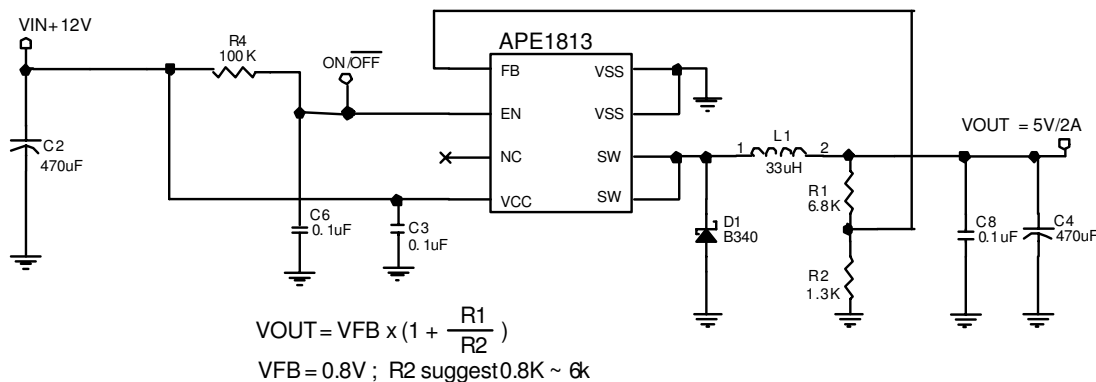 VIN+12V
R4
100 K
ON/OFF
APE1813
FB
VSS
EN
VSS
NC
SW
VCC
SW
C2
470uF
C6
0.1uF
C3
0.1uF
D1
B340
1
L1
2
33uH
R1
6.8K
R2
1.3K
VOUT = 5V/2A
C8
0.1uF
C4
470uF
VOUT = VFB x (1 + R1
R2 )
VFB = 0.8V ; R2 suggest 0.8K ~ 6k